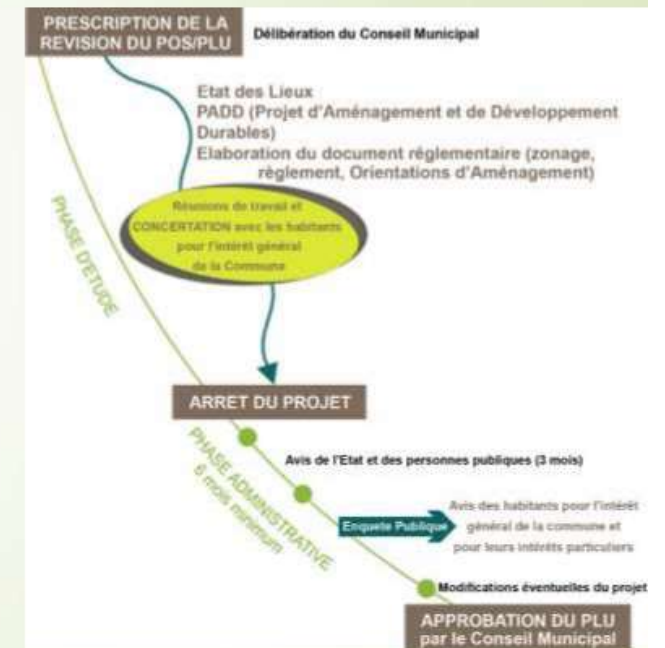 PRESCRIPTION DE LA
REVISION DU POS/PLU
Délibération du Conseil Municipal
Etat des Lieux
PADD (Projet d'Aménagement et de Développement
Durables)
Elaboration du document réglementaire (zonage,
règlement, Orientations d'Aménagement)
Réunions de travail et
CONCERTATION avec les habitants
pour l'intérêt général
de la Commune
PHASE D'ETUDE
ARRET DU PROJET
PHASE ADMINISTRATIVE
6 mois minimum
Avis de l'Etat et des personnes publiques (3 mois)
Enquete Publique
Avis des habitants pour l'intérêt
général de la commune et
pour leurs intérêts particuliers
Modifications éventuelles du projet
APPROBATION DU PLU
par le Conseil Municipal